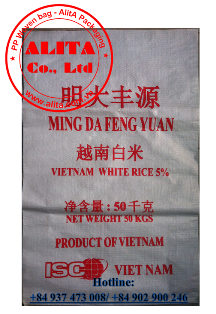 PP Woven bag - AlitA Packaging
ALITA
Co., Ltd
www.alita
明大丰源
MING DA FENG YUAN
越南白米
VIETNAM WHITE RICE 5%
净含量:50千克
NET WEIGHT 50 KGS
PRODUCT OF VIETNAM
ISC VIET NAM
Hotline:
+84 937 473 008/ +84 902 900 246